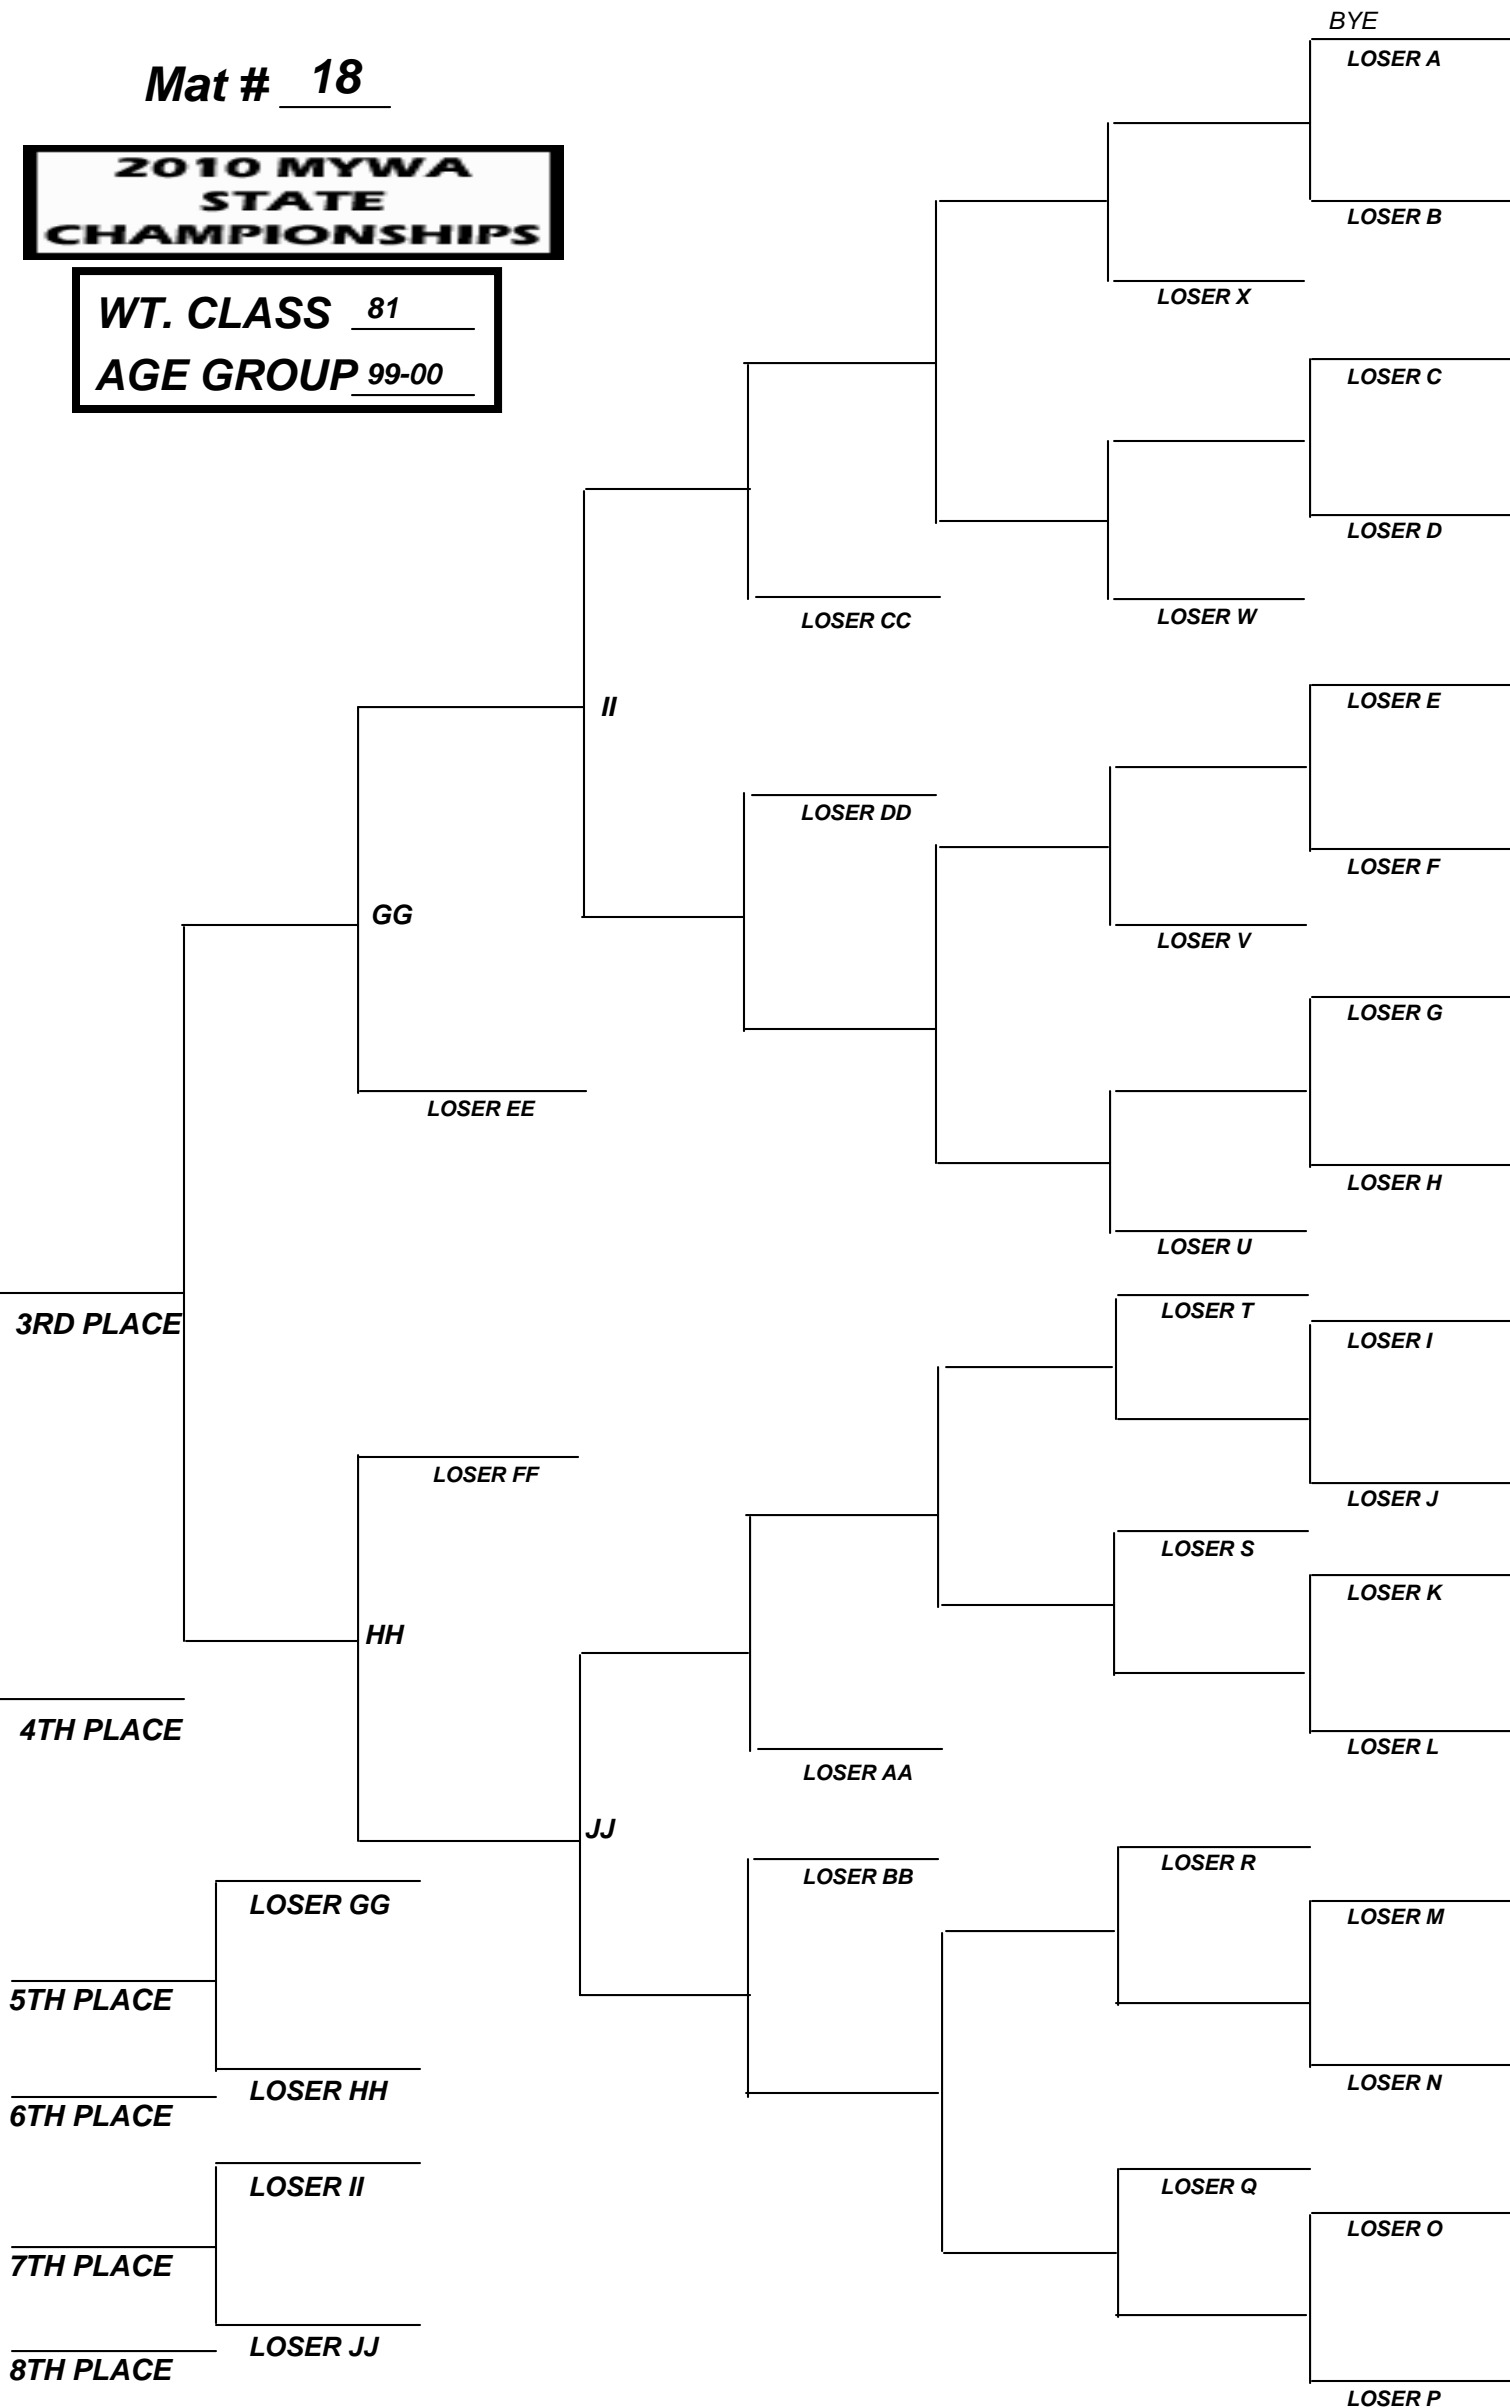 BYE
LOSER A
Mat # 18
2010 MYWA
STATE
CHAMPIONSHIPS
LOSER B
WT. CLASS 81
LOSER X
AGE GROUP 99-00
LOSER C
LOSER D
LOSER CC
LOSER W
II
LOSER E
LOSER DD
LOSER F
GG
LOSER V
LOSER G
LOSER EE
LOSER H
LOSER U
LOSER T
3RD PLACE
LOSER I
LOSER FF
LOSER J
LOSER S
LOSER K
HH
4TH PLACE
LOSER L
LOSER AA
JJ
LOSER R
LOSER BB
LOSER GG
LOSER M
5TH PLACE
LOSER N
LOSER HH
6TH PLACE
LOSER II
LOSER Q
LOSER O
7TH PLACE
LOSER JJ
8TH PLACE
LOSER P